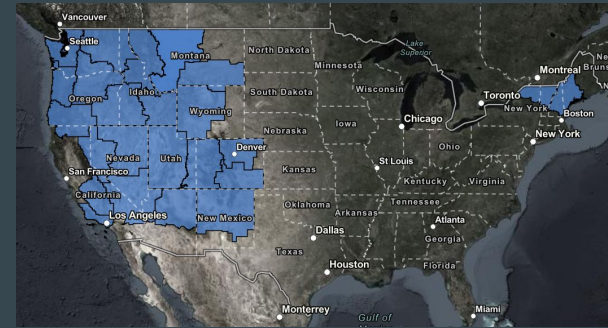 Vancouver
Seattle
Montana
North Dakota
Minnesota
Lake
Superior
Montreal
Ne
Bruns
Oregon
Idaho
South Dakota
Wisconsin
Toronto
Wyoming
New York
Boston
Chicago
Iowa
Nebraska
New York
Nevada
Utah
Denver
Ohio
San Francisco
Kansas
St Louis
Kentucky
Virginia
California
Los Angeles
New Mexico
Oklahoma
Arkansas
Tennessee
Atlanta
Dallas
Georgia
Texas
Houston
Florida
Monterrey
Gulf of
Miami